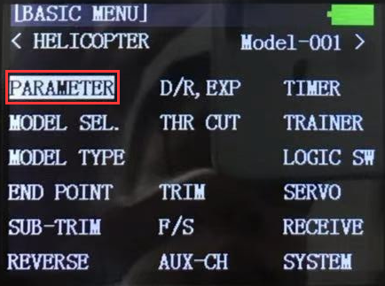 [BASIC MENU]
< HELICOPTER Model-001 >
PARAMETER D/R, EXP TIMER
MODEL SEL. THR CUT TRAINER
MODEL TYPE LOGIC SW
END POINT TRIM SERVO
SUB-TRIM F/S RECEIVE
REVERSE AUX-CH SYSTEM